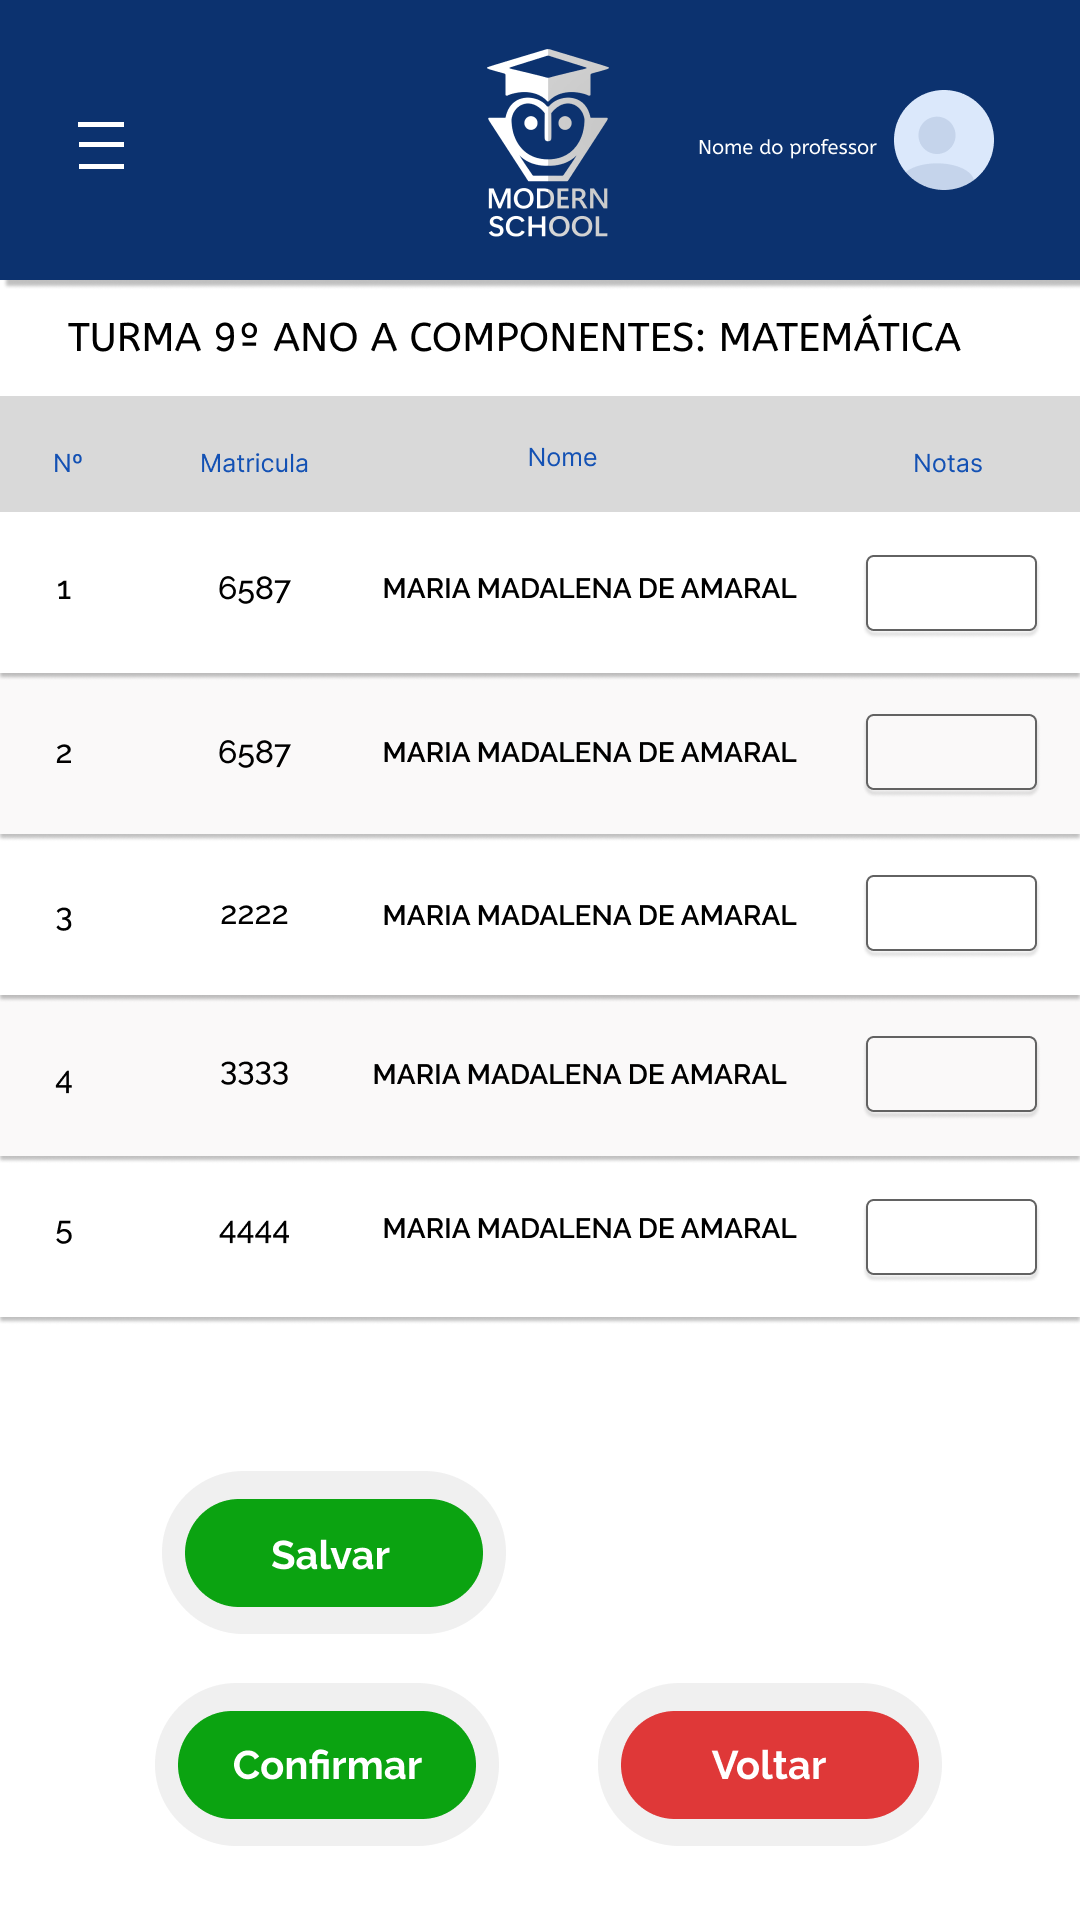 MODERN
SCHOOL
Nome do professor
TURMA 9º ANO A COMPONENTES: MATEMÁTICA
Nº Matricula Nome Notas
1 6587 MARIA MADALENA DE AMARAL
2 6587 MARIA MADALENA DE AMARAL
3 2222 MARIA MADALENA DE AMARAL
4 3333 MARIA MADALENA DE AMARAL
5 4444 MARIA MADALENA DE AMARAL
Salvar
Confirmar Voltar